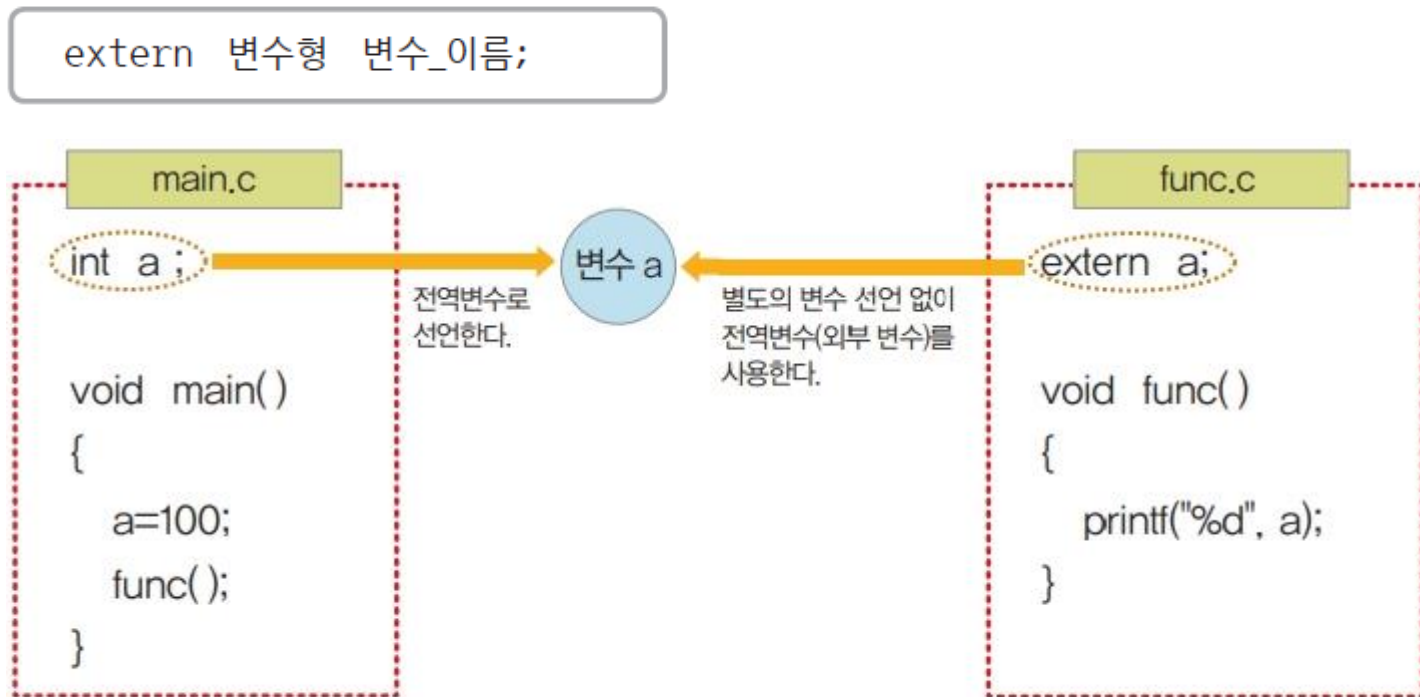 extern 변수형 변수_이름;
main.c
int a ;
void main( )
{
a=100;
func( );
}
전역변수로
선언한다.
변수 a
별도의 변수 선언 없이
전역변수(외부 변수)를
사용한다.
func.c
extern a;
void func( )
{
printf("%d", a);
}